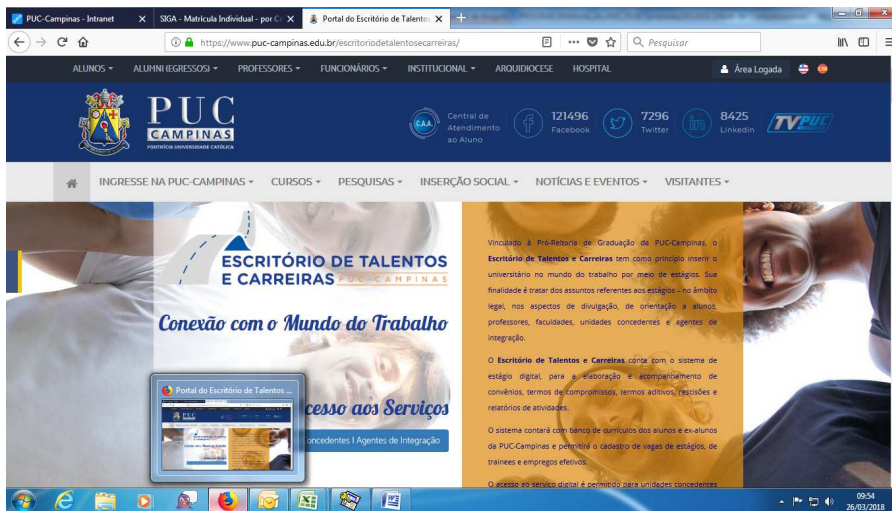 PUC-Campinas - Intranet
SIGA - Matrícula Individual - por Co
Portal do Escritório de Talentos
https://www.puc-campinas.edu.br/escritoriodetalentosecarreiras/
Pesquisar
ALUNOS
ALUMNI (EGRESSOS)
PROFESSORES
FUNCIONÁRIOS
INSTITUCIONAL
ARQUIDIOCESE
HOSPITAL
Área Logada
PUC
CAMPINAS
PONTIFÍCIA UNIVERSIDADE CATÓLICA
C.A.A.
Central de
Atendimento
ao Aluno
121496
Facebook
7296
Twitter
8425
Linkedin
TVPUC
INGRESSE NA PUC-CAMPINAS
CURSOS
PESQUISAS
INSERÇÃO SOCIAL
NOTÍCIAS E EVENTOS
VISITANTES
ESCRITÓRIO DE TALENTOS
E CARREIRAS PUC-CAMPINAS
Conexão com o Mundo do Trabalho
cesso aos Serviços
oncedentes I Agentes de Integração
Portal do Escritório de Talentos ...
Vinculado à Pró-Reitoria de Graduação da PUC-Campinas, o
Escritório de Talentos e Carreiras tem como princípio inserir o
universitário no mundo do trabalho por meio de estágios. Sua
finalidade é tratar dos assuntos referentes aos estágios – no âmbito
legal, nos aspectos de divulgação, de orientação a alunos,
professores, faculdades, unidades concedentes e agentes de
integração.
O Escritório de Talentos e Carreiras conta com o sistema de
estágio digital, para a elaboração e acompanhamento de
convênios, termos de compromissos, termos aditivos, rescisões e
relatórios de atividades.
O sistema contará com banco de currículos dos alunos e ex-alunos
da PUC-Campinas e permitirá o cadastro de vagas de estágios, de
trainees e empregos efetivos.
O acesso ao serviço digital é permitido para unidades concedentes
09:54
26/03/2018